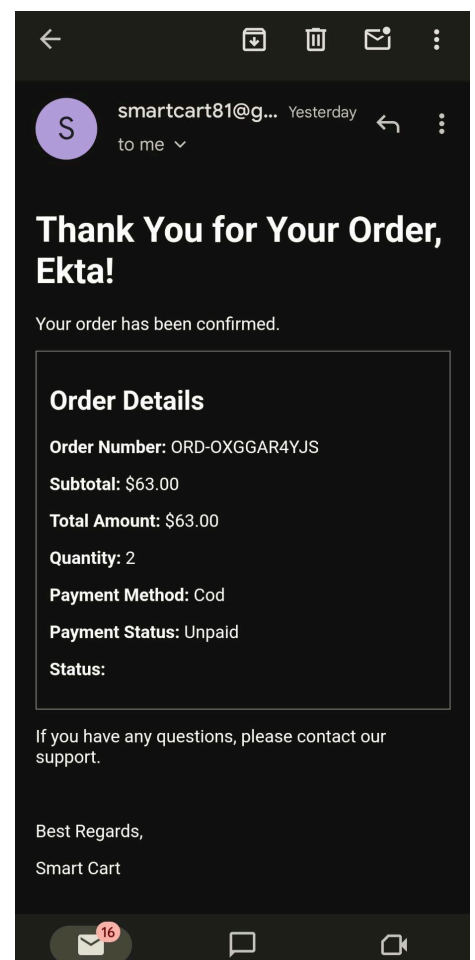 S
smartcart81@g... Yesterday
to me
Thank You for Your Order,
Ekta!
Your order has been confirmed.
Order Details
Order Number: ORD-OXGGAR4YJS
Subtotal: $63.00
Total Amount: $63.00
Quantity: 2
Payment Method: Cod
Payment Status: Unpaid
Status:
If you have any questions, please contact our
support.
Best Regards,
Smart Cart
16